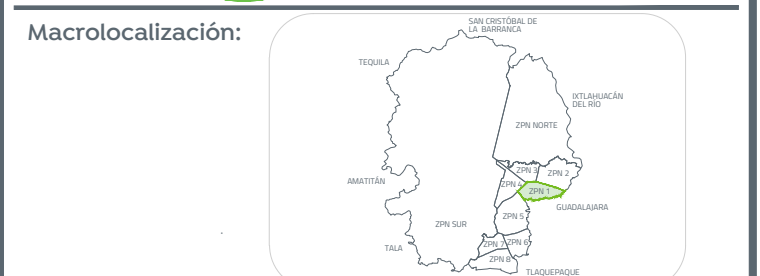 Macrolocalización:
SAN CRISTÓBAL DE
LA BARRANCA
TEQUILA
IXTLAHUACÁN
DEL RÍO
ZPN NORTE
ZPN 3
ZPN 2
AMATITÁN
ZPN 4
ZPN 1
GUADALAJARA
ZPN 5
ZPN SUR
TALA
ZPN 7
ZPN 6
ZPN 8
TLAQUEPAQUE